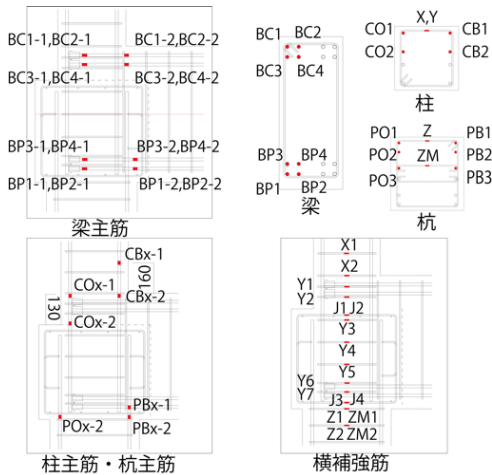 BC1-1,BC2-1
BC1-2,BC2-2
BC3-1,BC4-1
BC3-2,BC4-2
BP3-1,BP4-1
BP3-2,BP4-2
BP1-1,BP2-1
BP1-2,BP2-2
梁主筋
BC1
BC2
BC3
BC4
BP3
BP4
BP1
BP2
梁
X,Y
CO1
CB1
CO2
CB2
柱
Z
PO1
PB1
ZM
PO2
PB2
PO3
PB3
杭
CBx-1
160
COx-1
CBx-2
130
COx-2
PBx-1
POx-2
PBx-2
柱主筋・杭主筋
X1
X2
Y1
Y2
J1 J2
Y3
Y4
Y5
Y6
Y7
J3 J4
Z1 ZM1
Z2 ZM2
横補強筋